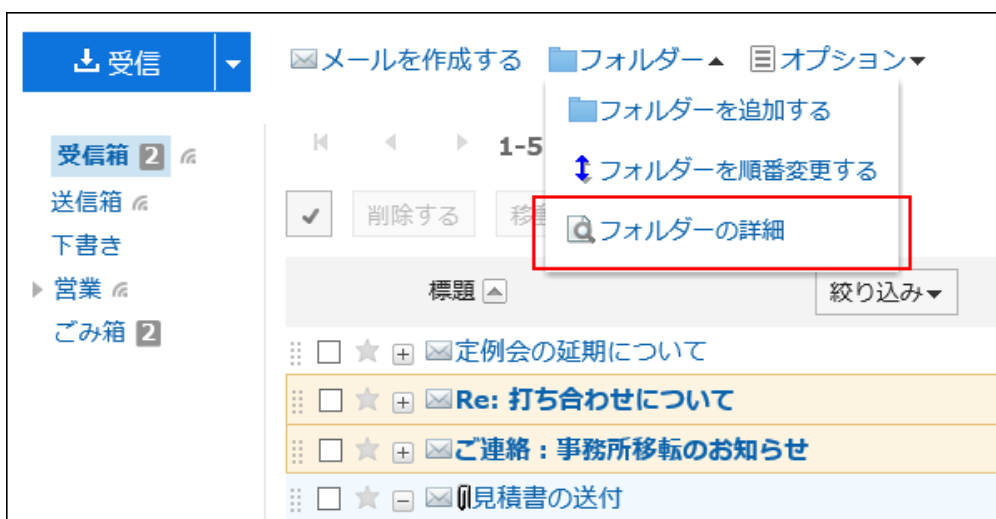 受信 メールを作成する フォルダー オプション
フォルダーを追加する
受信箱 2 1-5 フォルダーを順番変更する
送信箱 削除する フォルダーの詳細
下書き
営業 標題 絞り込み
ごみ箱 2
定例会の延期について
Re: 打ち合わせについて
ご連絡：事務所移転のお知らせ
見積書の送付